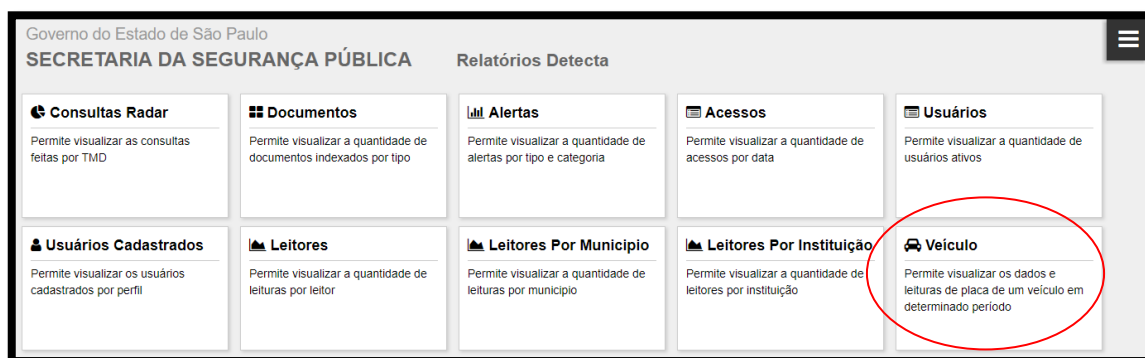 Governo do Estado de São Paulo
SECRETARIA DA SEGURANÇA PÚBLICA Relatórios Detecta
Consultas Radar
Permite visualizar as consultas
feitas por TMD
Documentos
Permite visualizar a quantidade de
documentos indexados por tipo
Alertas
Permite visualizar a quantidade de
alertas por tipo e categoria
Acessos
Permite visualizar a quantidade de
acessos por data
Usuários
Permite visualizar a quantidade de
usuários ativos
Usuários Cadastrados
Permite visualizar os usuários
cadastrados por perfil
Leitores
Permite visualizar a quantidade de
leituras por leitor
Leitores Por Municipio
Permite visualizar a quantidade de
leituras por municipio
Leitores Por Instituição
Permite visualizar a quantidade de
leitores por instituição
Veículo
Permite visualizar os dados e
leituras de placa de um veículo em
determinado período